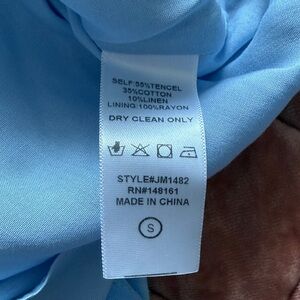 SELF:55%TENCEL
35%COTTON
10%LINEN
LINING:100%RAYON
DRY CLEAN ONLY
STYLE#JM1482
RN#148161
MADE IN CHINA
S